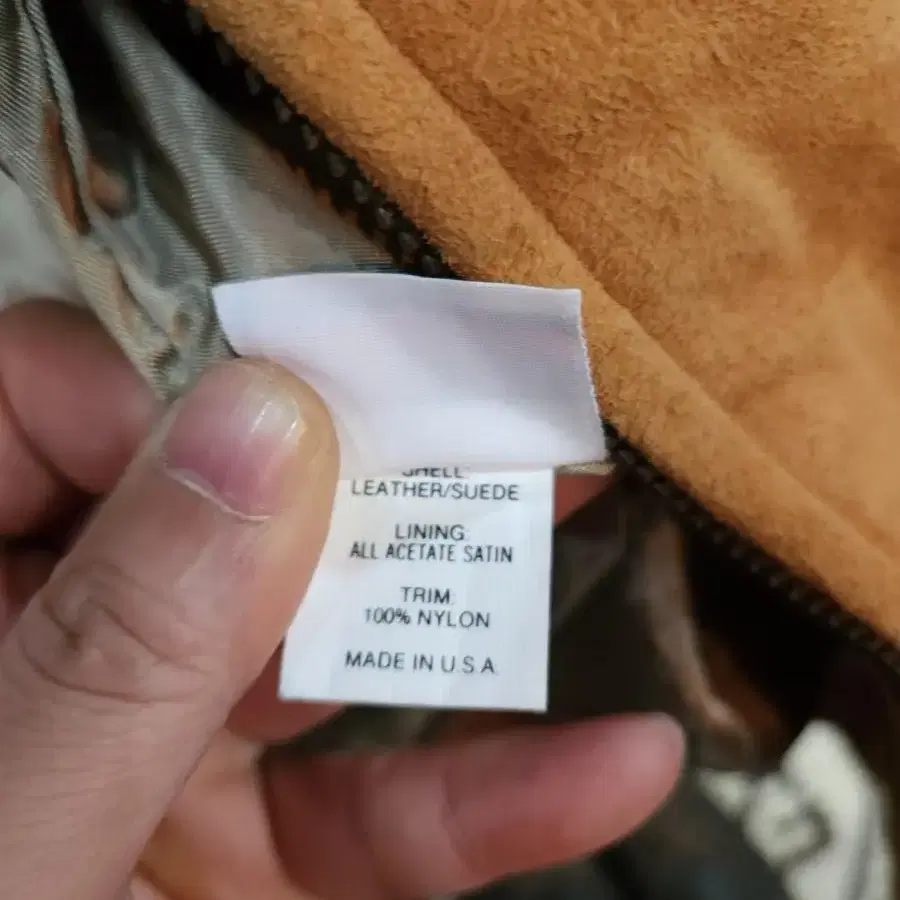 SHELL:
LEATHER/SUEDE
LINING:
ALL ACETATE SATIN
TRIM:
100% NYLON
MADE IN U.S.A.